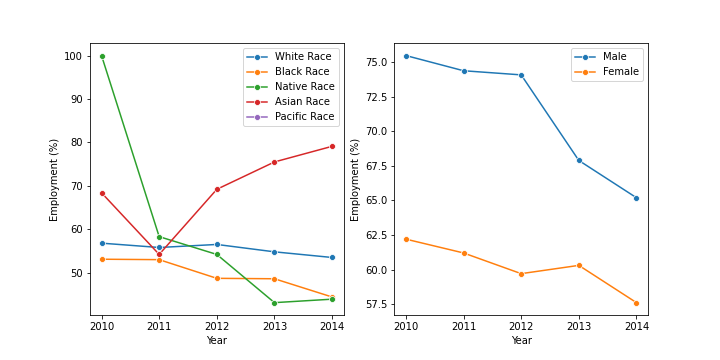 100
90
80
70
60
50
Employment (%)
2010 2011 2012 2013 2014
Year
White Race
Black Race
Native Race
Asian Race
Pacific Race
75.0
72.5
70.0
67.5
65.0
62.5
60.0
57.5
Employment (%)
2010 2011 2012 2013 2014
Year
Male
Female